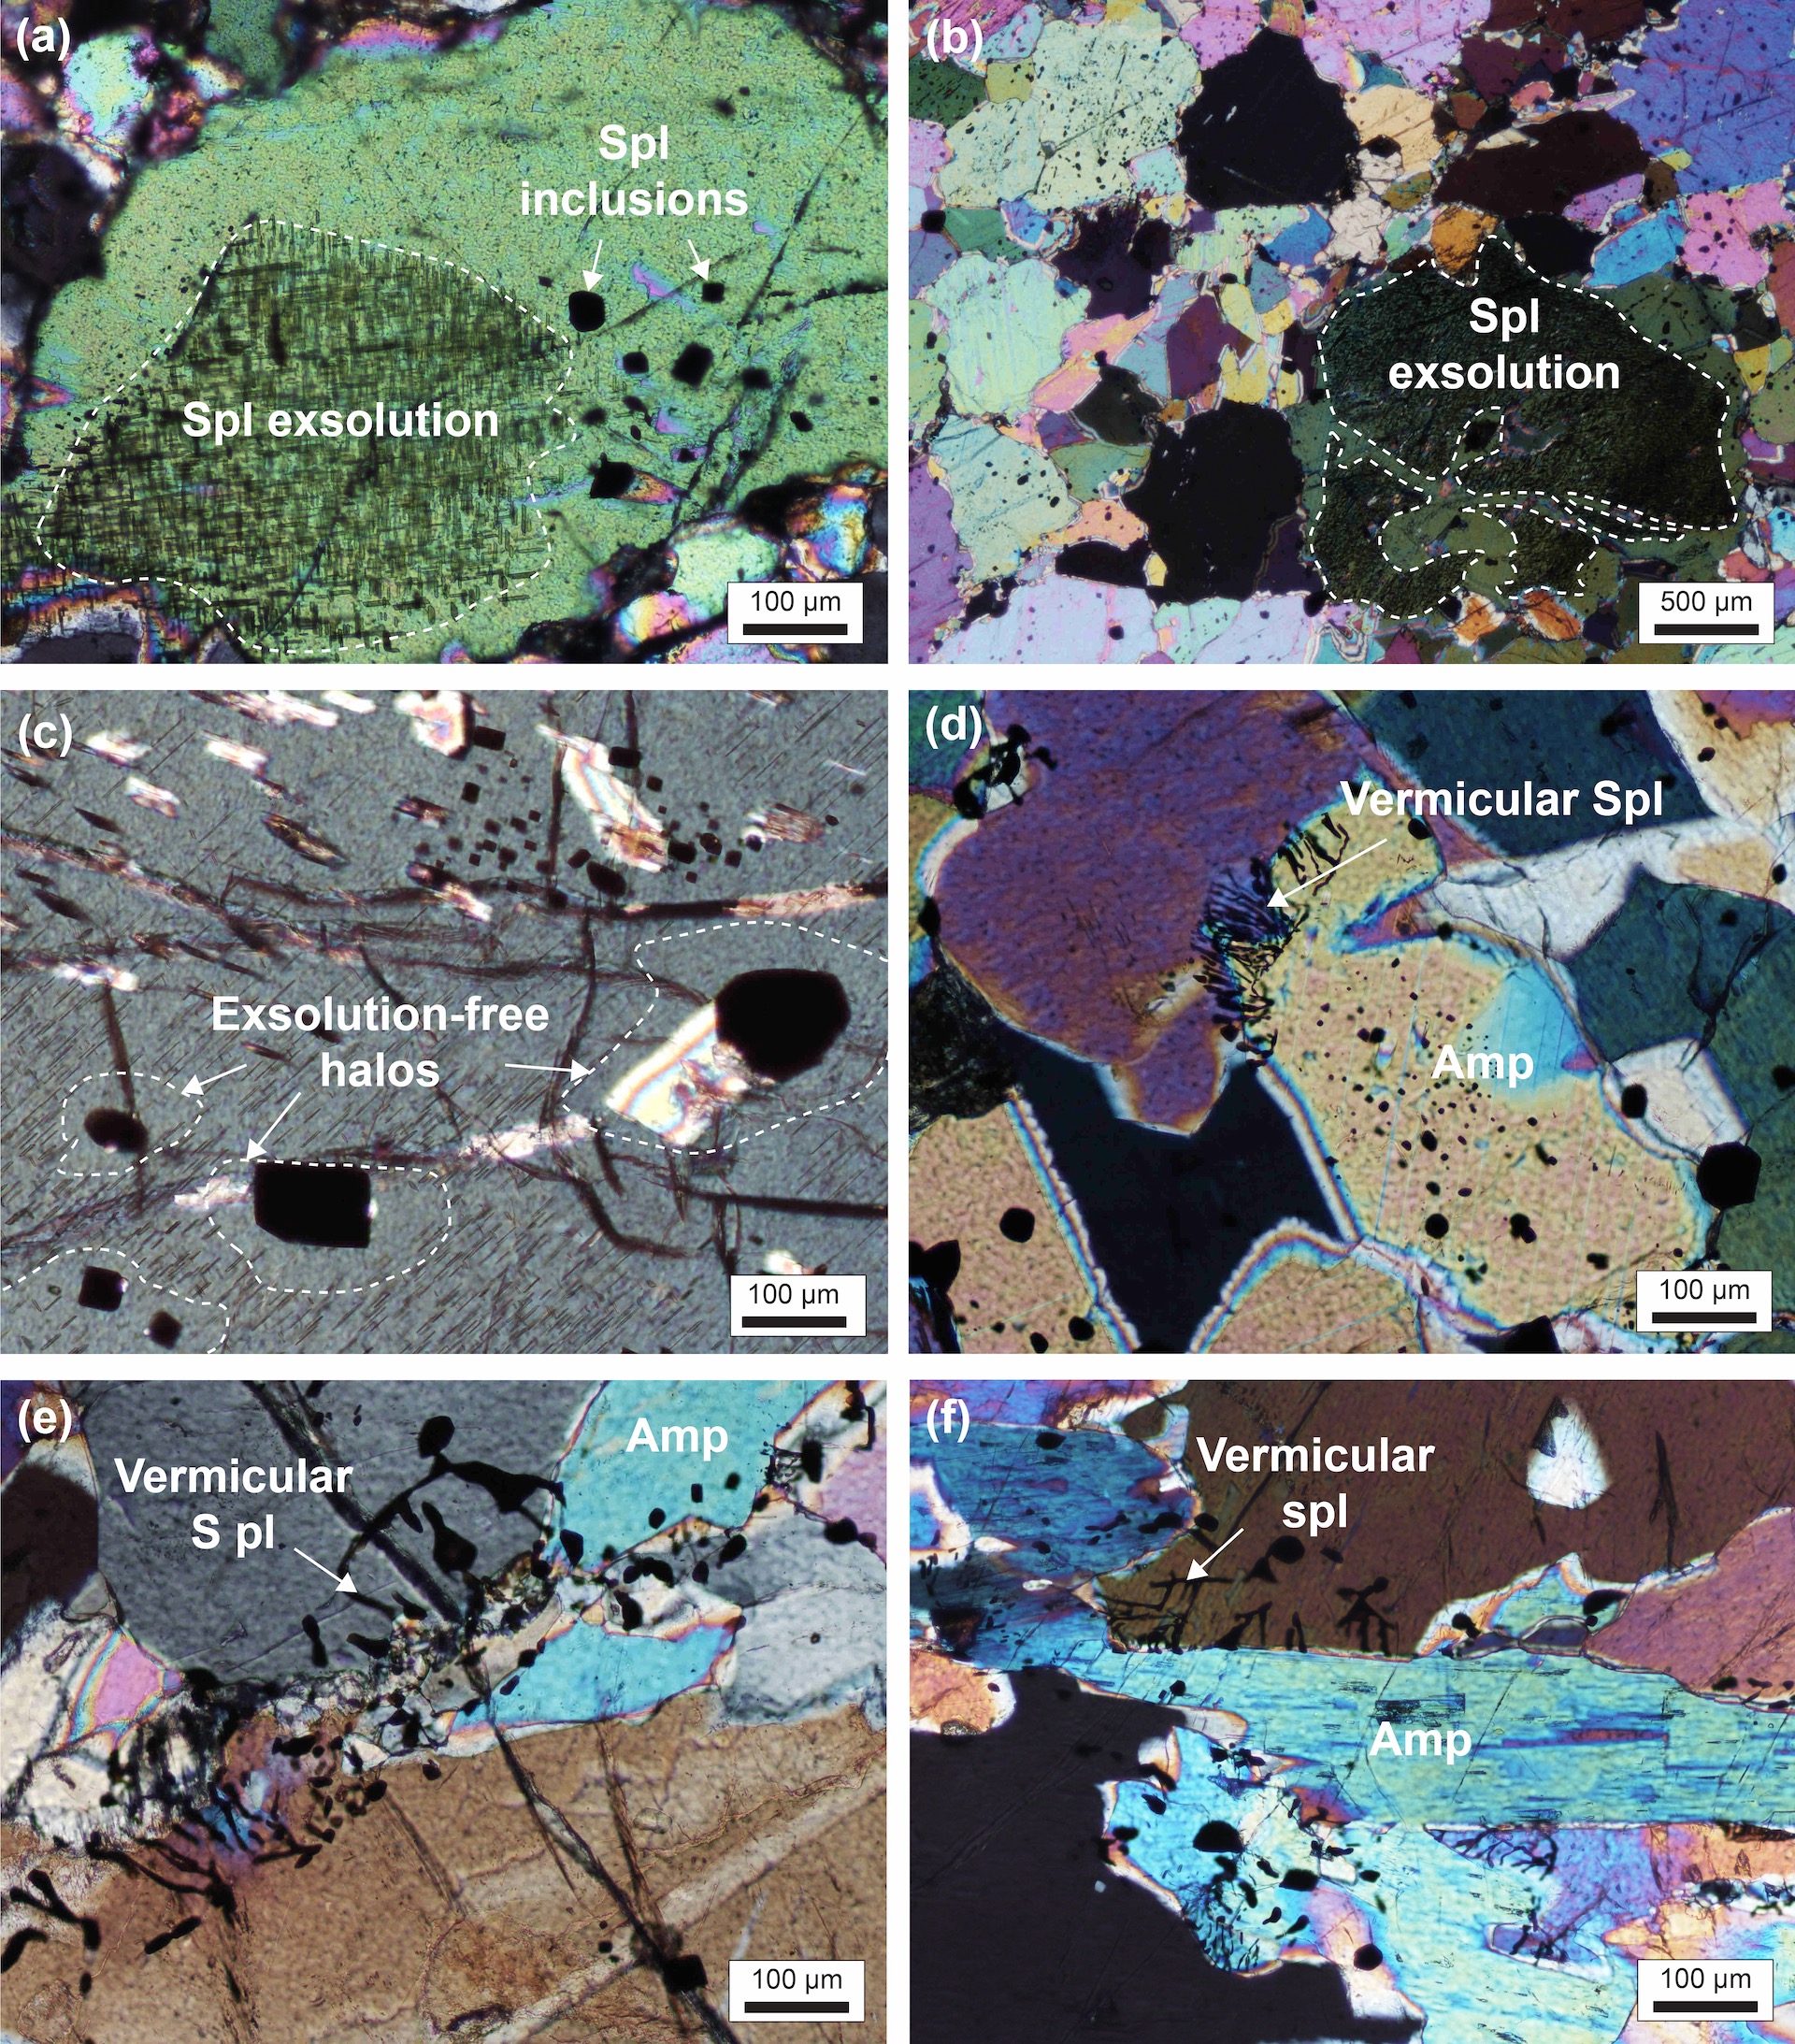 (a)
Spl
inclusions
Spl exsolution
100 µm
(b)
Spl
exsolution
500 µm
(c)
Exsolution-free
halos
100 µm
(d)
Vermicular Spl
Amp
100 µm
(e)
Amp
Vermicular
S pl
100 µm
(f)
Vermicular
spl
Amp
100 µm